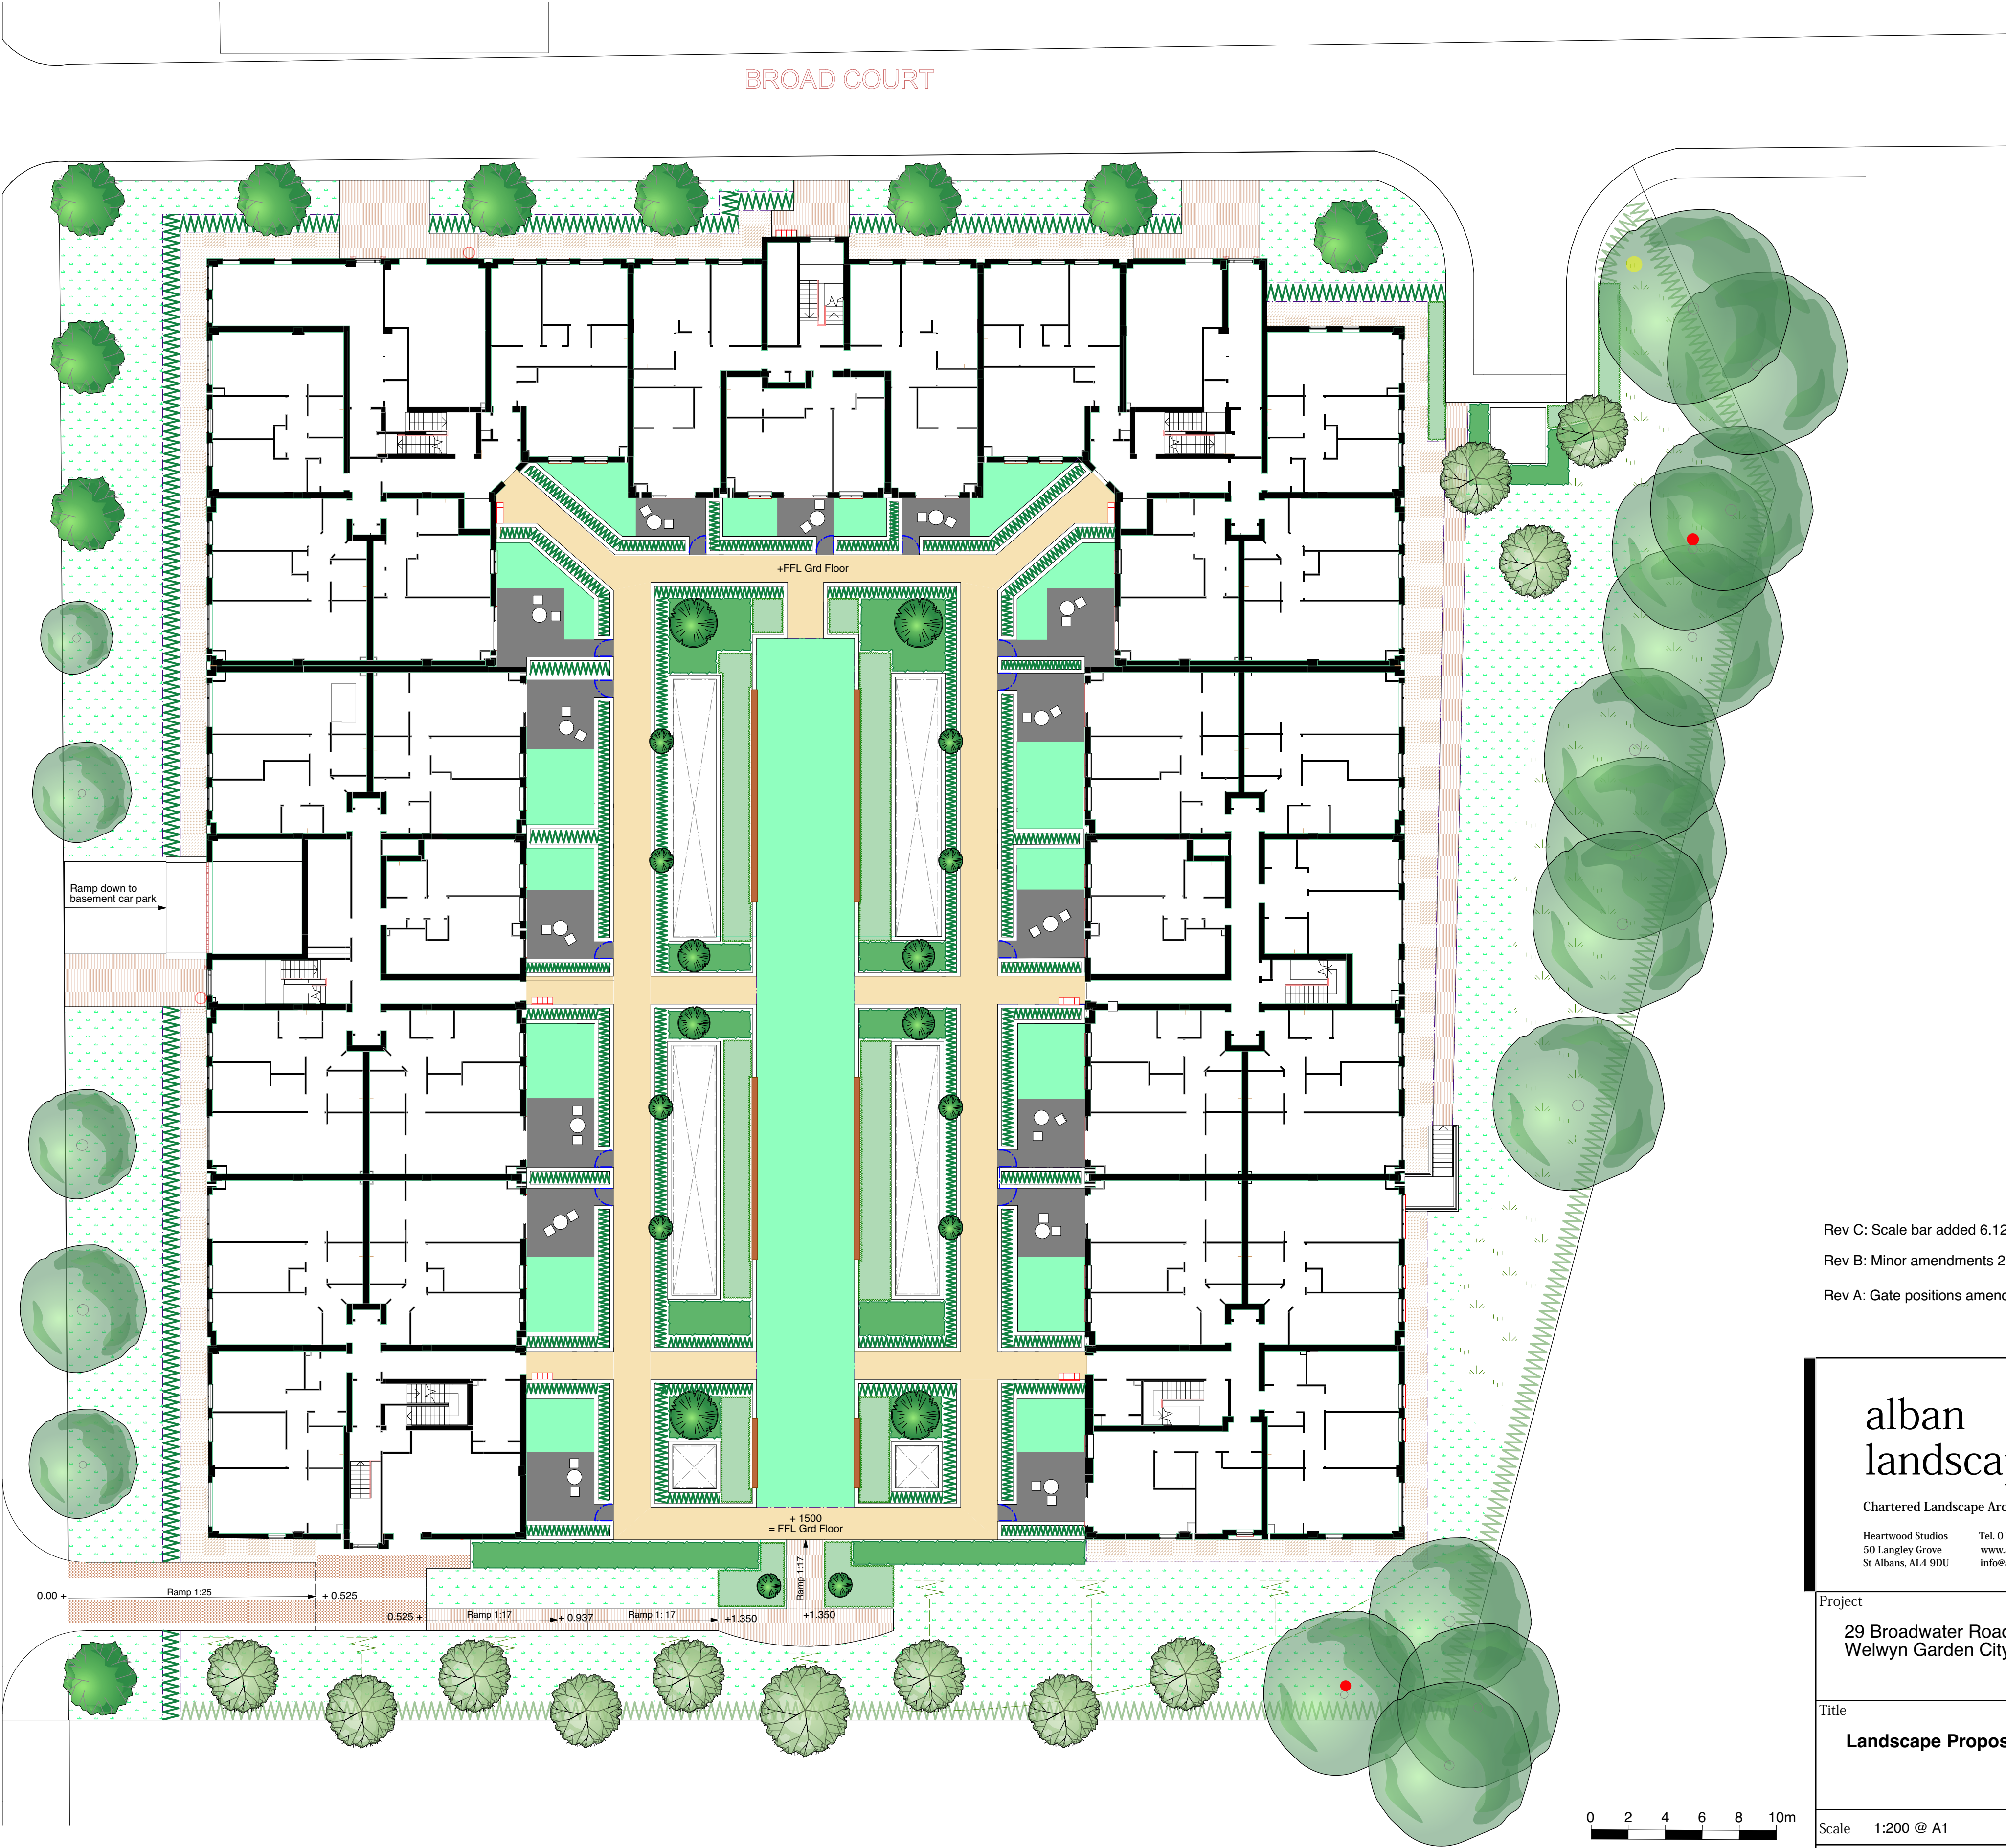 BROAD COURT
+FFL Grd Floor
Ramp down to
basement car park
+ 1500
= FFL Grd Floor
Ramp 1:17
0.00 +
Ramp 1:25
+ 0.525
0.525 +
Ramp 1:17
+ 0.937
Ramp 1: 17
+1.350
+1.350
Rev C: Scale bar added 6.12
Rev B: Minor amendments 2
Rev A: Gate positions amend
alban
landscap
Chartered Landscape Arc
Heartwood Studios
50 Langley Grove
St Albans, AL4 9DU
Tel. 01
www.
info@
Project
29 Broadwater Road
Welwyn Garden City
Title
Landscape Propos
0 2 4 6 8 10m
Scale 1:200 @ A1